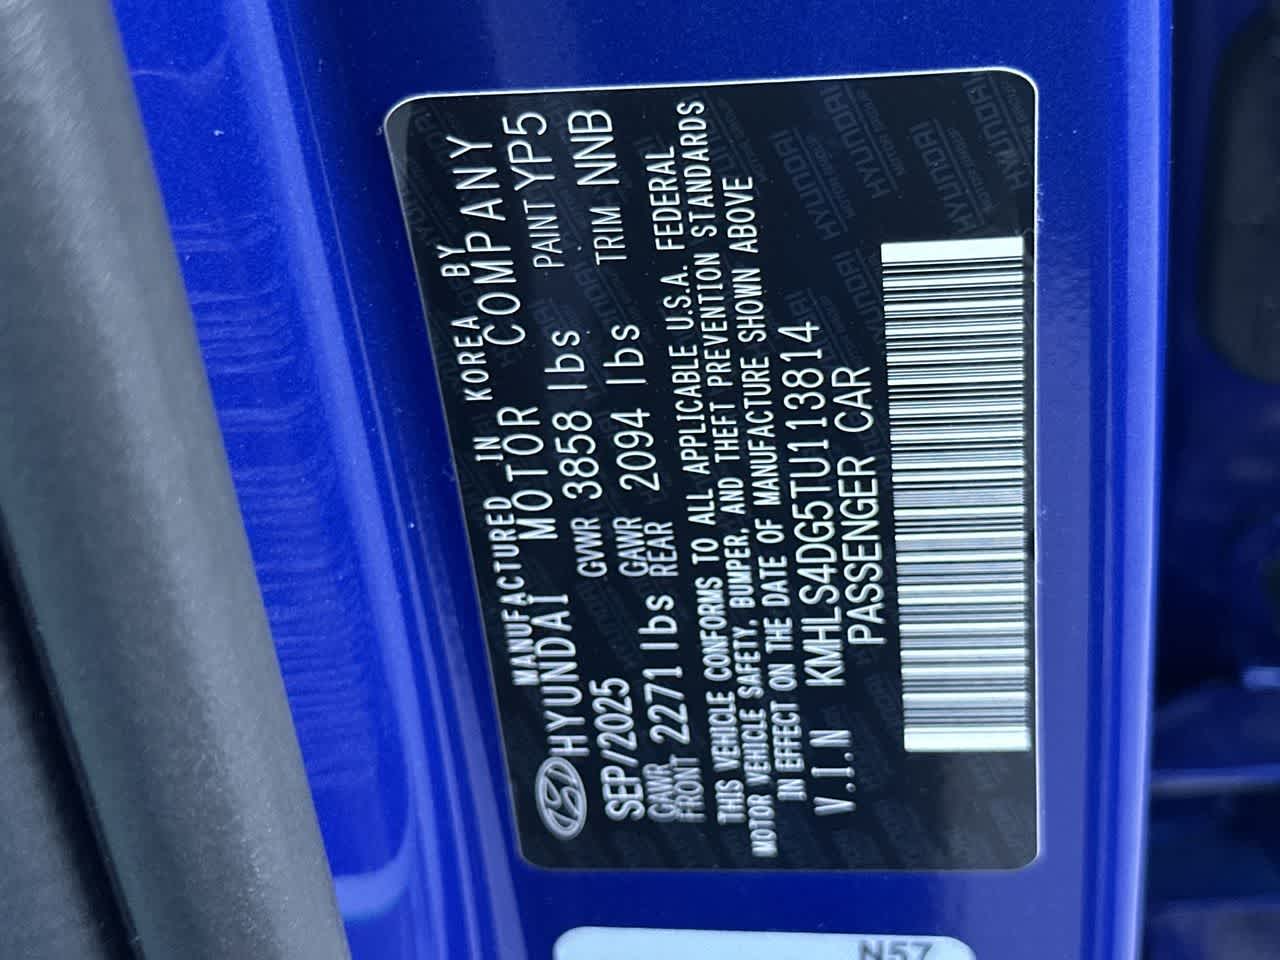 MANUFACTURED IN KOREA BY
HYUNDAI MOTOR COMPANY
SEP/2025 GVWR 3858 lbs PAINT YP5
GAWR FRONT 2271 lbs GAWR REAR 2094 lbs TRIM NNB
THIS VEHICLE CONFORMS TO ALL APPLICABLE U.S.A. FEDERAL
MOTOR VEHICLE SAFETY, BUMPER, AND THEFT PREVENTION STANDARDS
IN EFFECT ON THE DATE OF MANUFACTURE SHOWN ABOVE
V.I.N KMHLS4DG5TU113814
PASSENGER CAR
N57